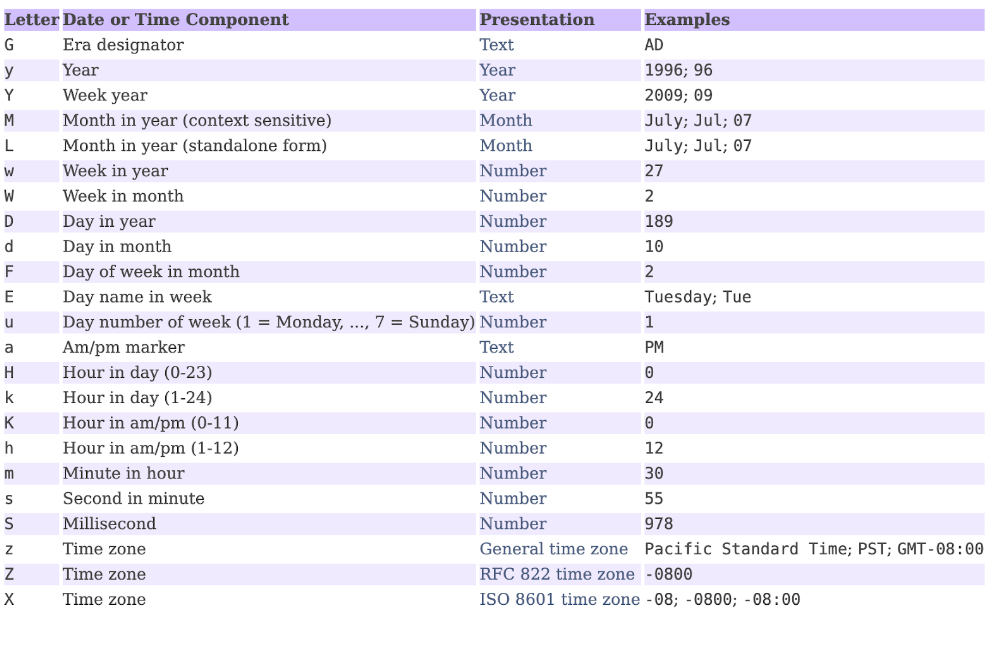 Letter Date or Time Component Presentation Examples
G Era designator Text AD
y Year Year 1996; 96
Y Week year Year 2009; 09
M Month in year (context sensitive) Month July; Jul; 07
L Month in year (standalone form) Month July; Jul; 07
w Week in year Number 27
W Week in month Number 2
D Day in year Number 189
d Day in month Number 10
F Day of week in month Number 2
E Day name in week Text Tuesday; Tue
u Day number of week (1 = Monday, ..., 7 = Sunday) Number 1
a Am/pm marker Text PM
H Hour in day (0-23) Number 0
k Hour in day (1-24) Number 24
K Hour in am/pm (0-11) Number 0
h Hour in am/pm (1-12) Number 12
m Minute in hour Number 30
s Second in minute Number 55
S Millisecond Number 978
z Time zone General time zone Pacific Standard Time; PST; GMT-08:00
Z Time zone RFC 822 time zone -0800
X Time zone ISO 8601 time zone -08; -0800; -08:00